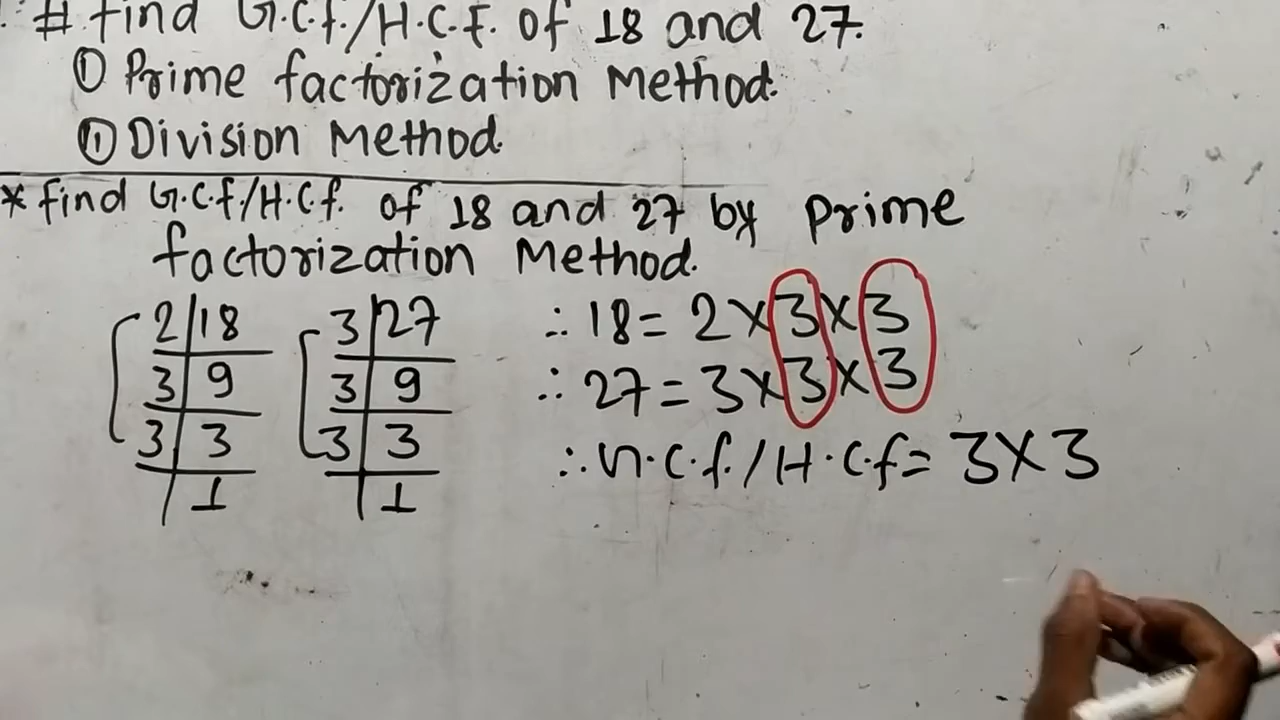 # find G.C.f./H.C.F. of 18 and 27.
① Prime factorization Method.
① Division Method.
* find G.C.f/H.C.f. of 18 and 27 by prime
factorization Method.
2 18 3 27 ∴ 18 = 2 × 3 × 3
3 9 3 9 ∴ 27 = 3 × 3 × 3
3 3 3 3 ∴ G.C.f./H.C.f = 3 × 3
1 1